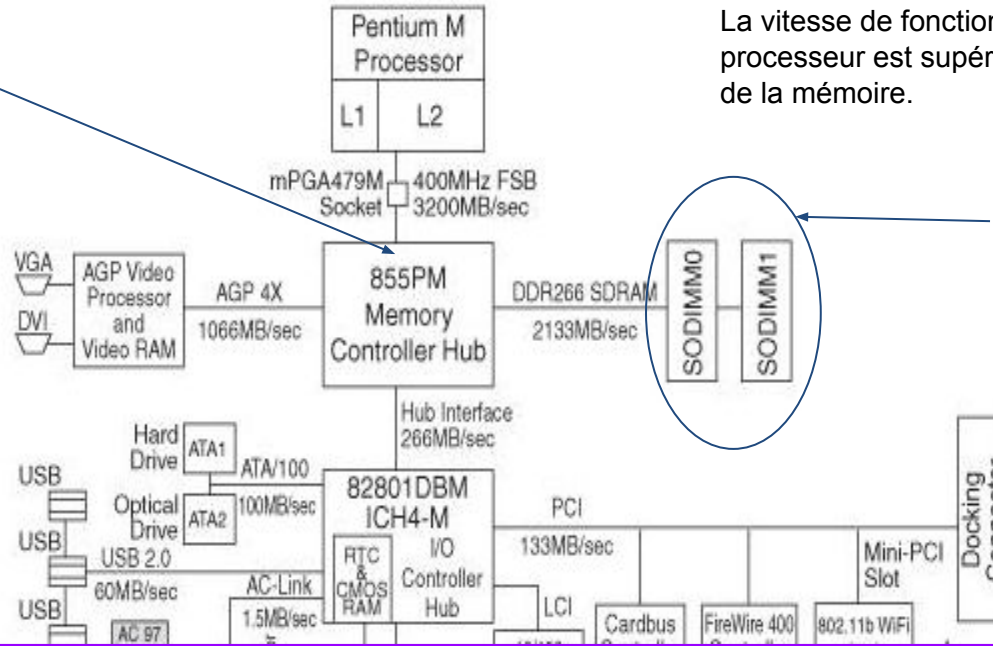 La vitesse de
processeur est
de la mémoire.
Pentium M
Processor
L1
L2
mPGA479M
Socket
400MHz FSB
3200MB/sec
VGA
DVI
AGP Video
Processor
and
Video RAM
AGP 4X
1066MB/sec
855PM
Memory
Controller Hub
DDR266 SDRAM
2133MB/sec
SODIMM0
SODIMM1
Hub Interface
266MB/sec
Hard
Drive
ATA1
ATA/100
100MB/sec
Optical
Drive
ATA2
USB
USB
USB
USB 2.0
60MB/sec
82801DBM
ICH4-M
I/O
Controller
Hub
RTC
&
CMOS
RAM
AC-Link
1.5MB/sec
AC 97
PCI
133MB/sec
LCI
Mini-PCI
Slot
Docking
Cardbus
FireWire 400
802.11b WiFi